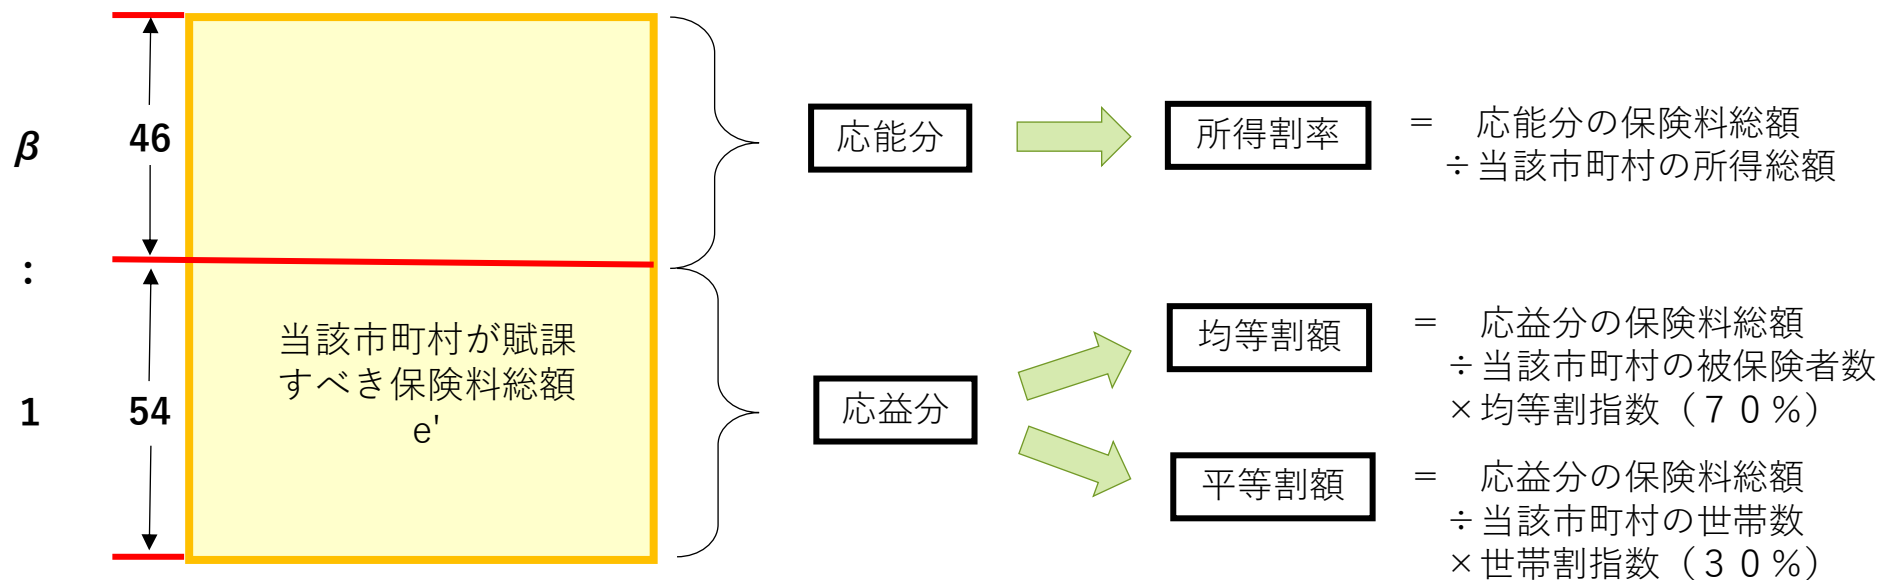 β
46
:
1
54
当該市町村が賦課
すべき保険料総額
e'
応能分
所得割率
＝　応能分の保険料総額
÷当該市町村の所得総額
応益分
均等割額
＝　応益分の保険料総額
÷当該市町村の被保険者数
×均等割指数（７０%）
平等割額
＝　応益分の保険料総額
÷当該市町村の世帯数
×世帯割指数（３０%）